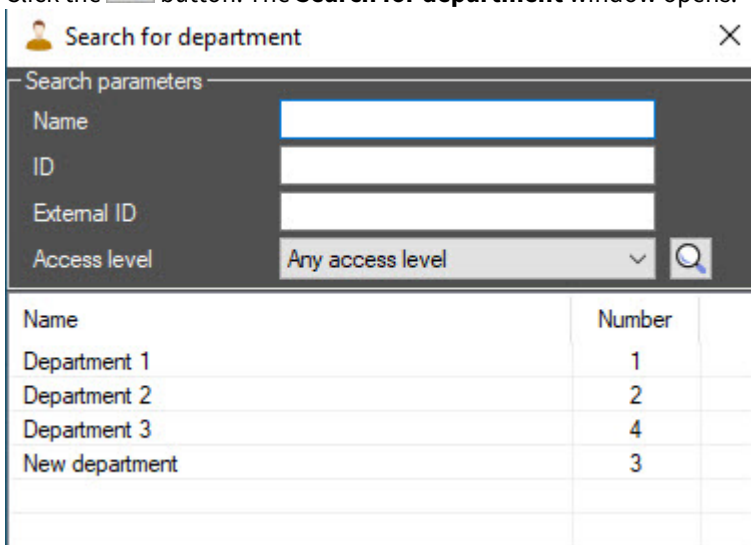 Click the button. The Search for department window opens.
Search for department
Search parameters
Name
ID
External ID
Access level Any access level
Name Number
Department 1 1
Department 2 2
Department 3 4
New department 3